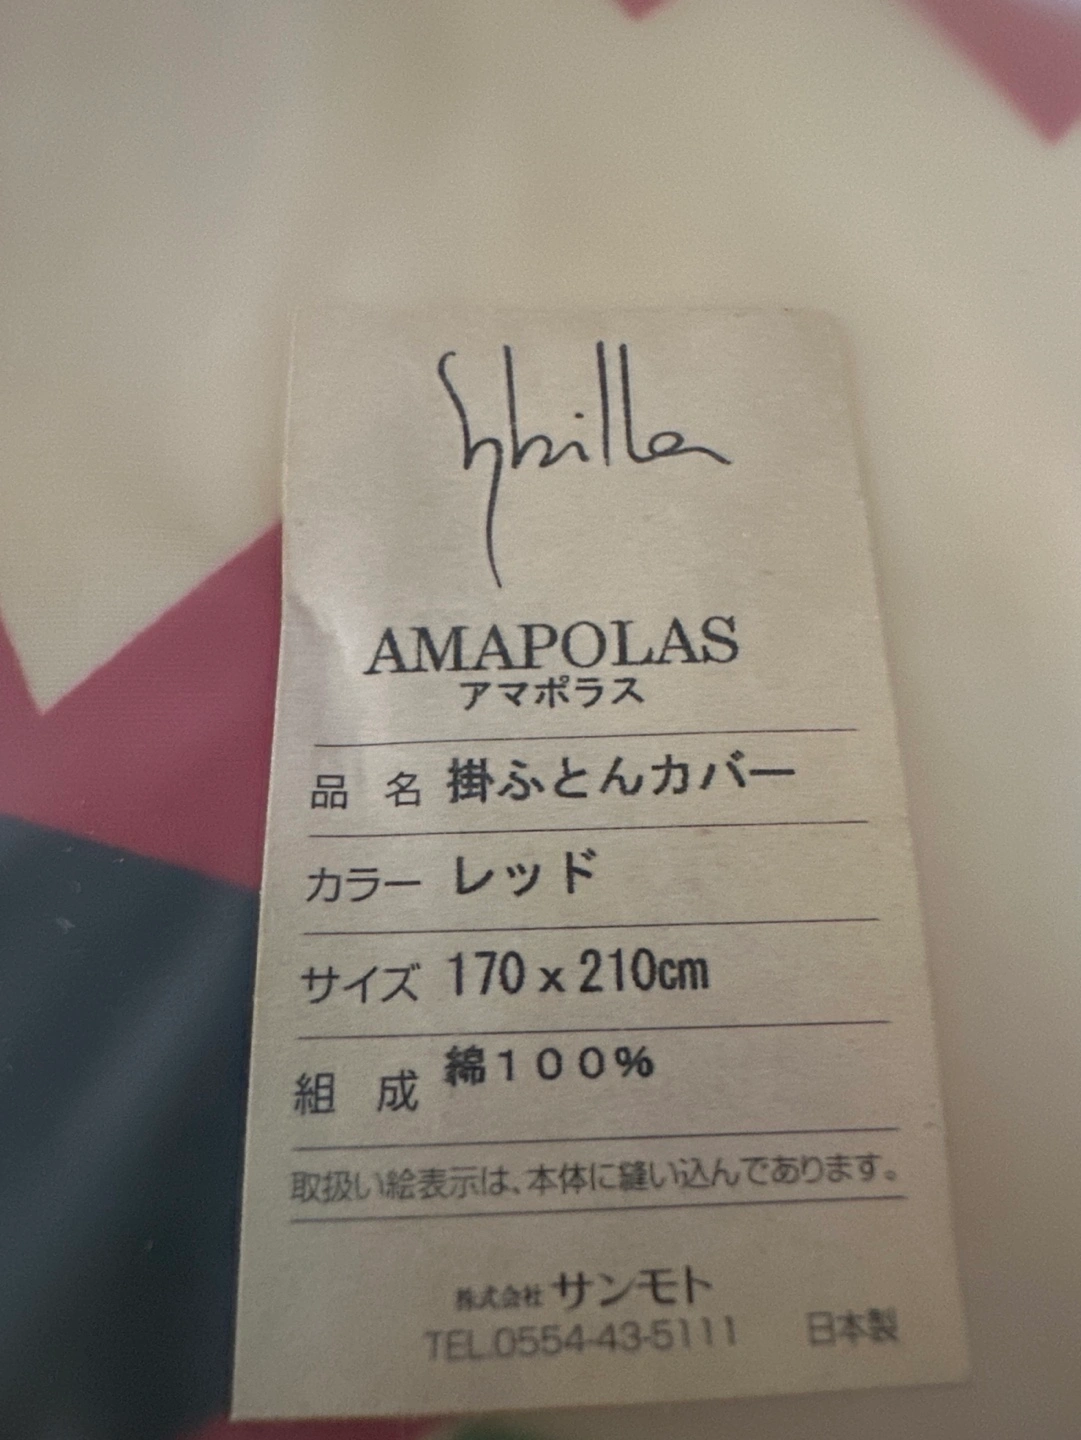 Sybilla
AMAPOLAS
アマポラス
品 名 掛ふとんカバー
カラー レッド
サイズ 170x210cm
組 成 綿100%
取扱い絵表示は、本体に縫い込んであります。
株式会社 サンモト
TEL.0554-43-5111 日本製